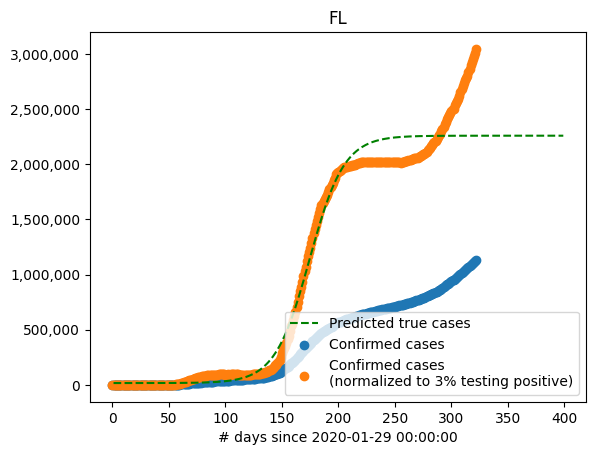 FL
3,000,000
2,500,000
2,000,000
1,500,000
1,000,000
500,000
0
Predicted true cases
Confirmed cases
Confirmed cases
(normalized to 3% testing positive)
0 50 100 150 200 250 300 350 400
# days since 2020-01-29 00:00:00